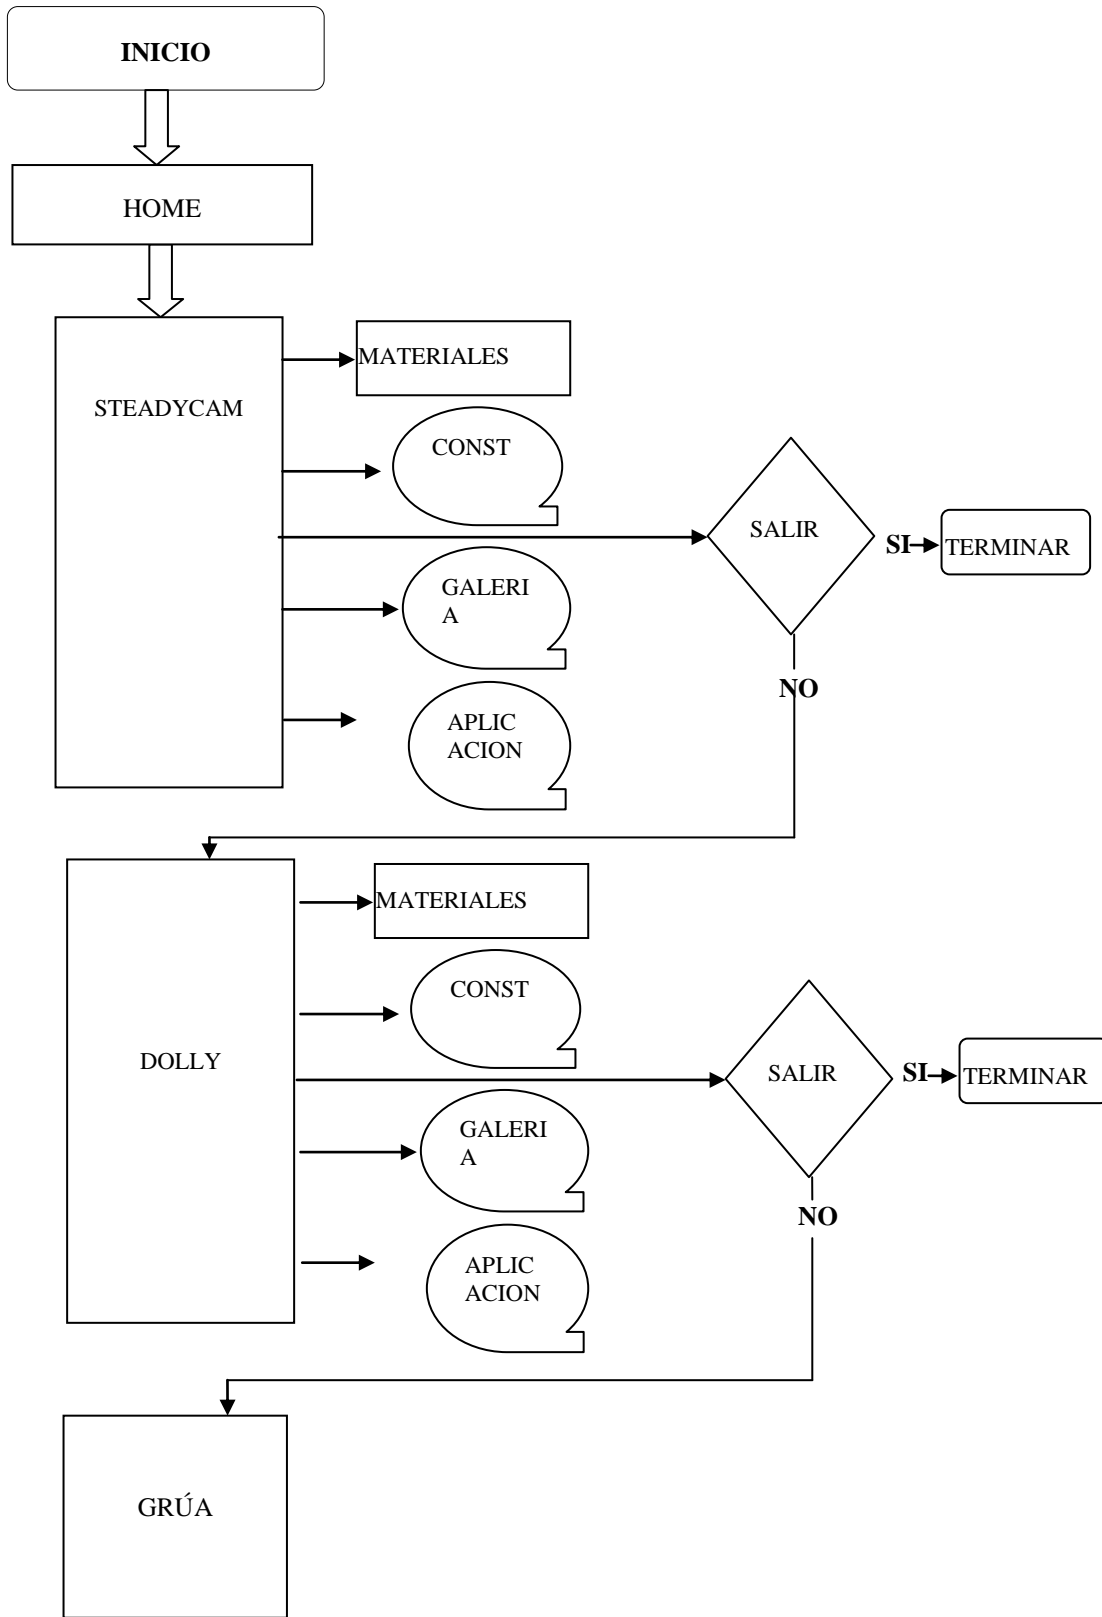 INICIO
HOME
STEADYCAM
MATERIALES
CONST
GALERI
A
APLIC
ACION
SALIR
SI
TERMINAR
NO
DOLLY
MATERIALES
CONST
GALERI
A
APLIC
ACION
SALIR
SI
TERMINAR
NO
GRÚA